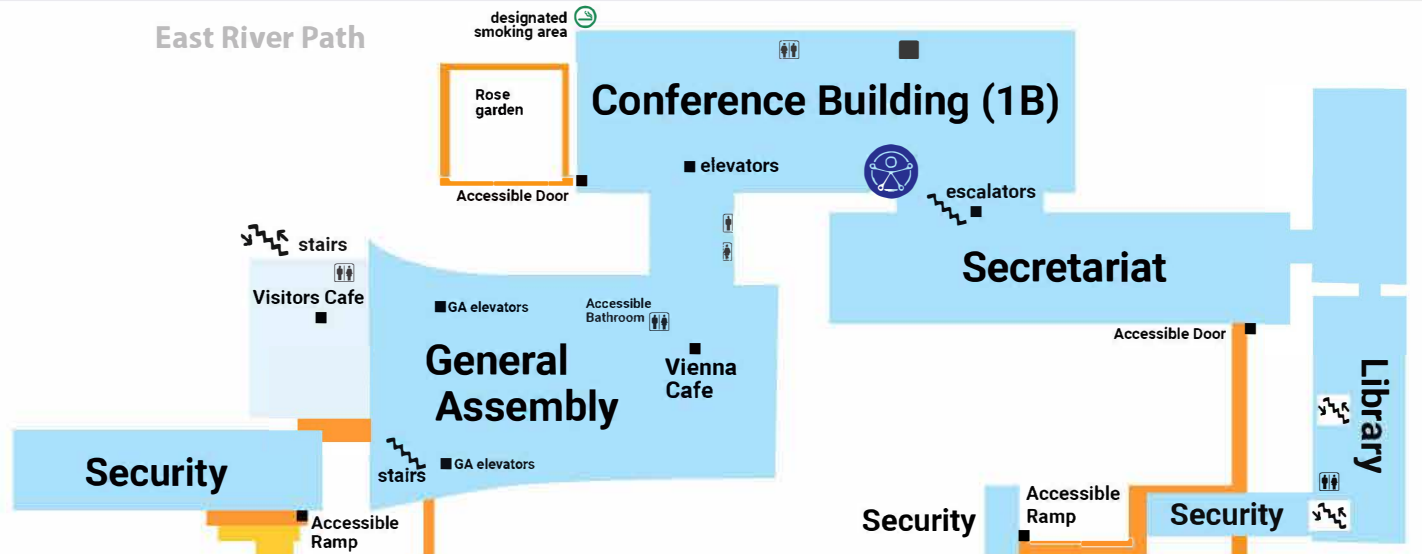 East River Path
designated
smoking area
Rose
garden
Conference Building (1B)
elevators
Accessible Door
escalators
stairs
Secretariat
Visitors Cafe
GA elevators
Accessible
Bathroom
Accessible Door
General
Assembly
Vienna
Cafe
Library
Security
stairs
GA elevators
Accessible
Ramp
Security
Accessible
Ramp
Security